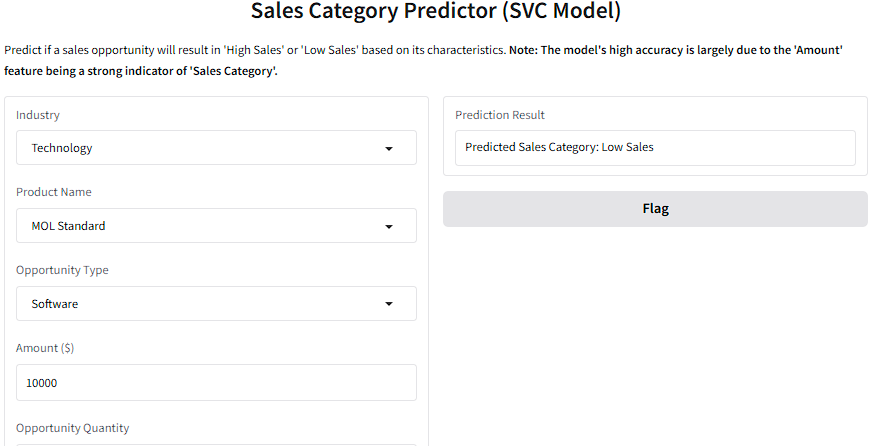 Sales Category Predictor (SVC Model)
Predict if a sales opportunity will result in 'High Sales' or 'Low Sales' based on its characteristics. Note: The model's high accuracy is largely due to the 'Amount'
feature being a strong indicator of 'Sales Category'.
Industry
Technology
Product Name
MOL Standard
Opportunity Type
Software
Amount ($)
10000
Opportunity Quantity
Prediction Result
Predicted Sales Category: Low Sales
Flag